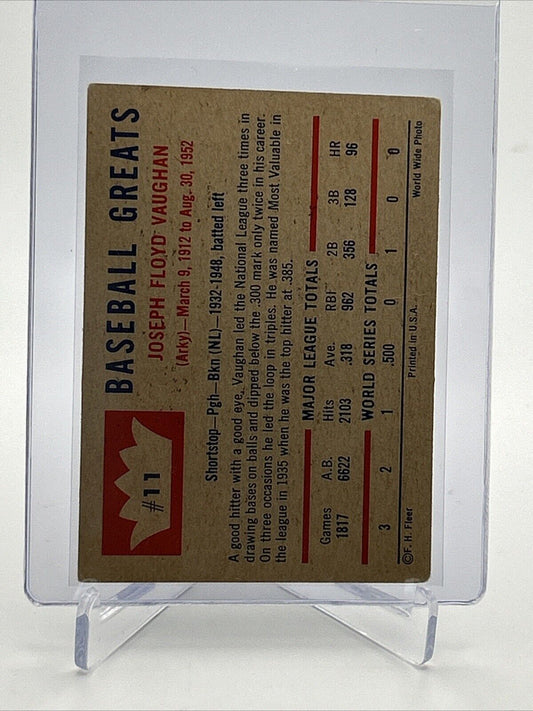 #11
BASEBALL GREATS
JOSEPH FLOYD VAUGHAN
(Arky)—March 9, 1912 to Aug. 30, 1952
Shortstop—Pgh—Bkn (NL)—1932-1948, batted left
A good hitter with a good eye, Vaughan led the National League three times in
drawing bases on balls and dipped below the .300 mark only twice in his career.
On three occasions he led the loop in triples. He was named Most Valuable in
the league in 1935 when he was the top hitter at .385.
MAJOR LEAGUE TOTALS
Games A.B. Hits Ave. RBI 2B 3B HR
1817 6622 2103 .318 962 356 128 96
WORLD SERIES TOTALS
3 2 1 .500 0 1 0 0
©F. H. Fleer Printed in U.S.A. World Wide Photo